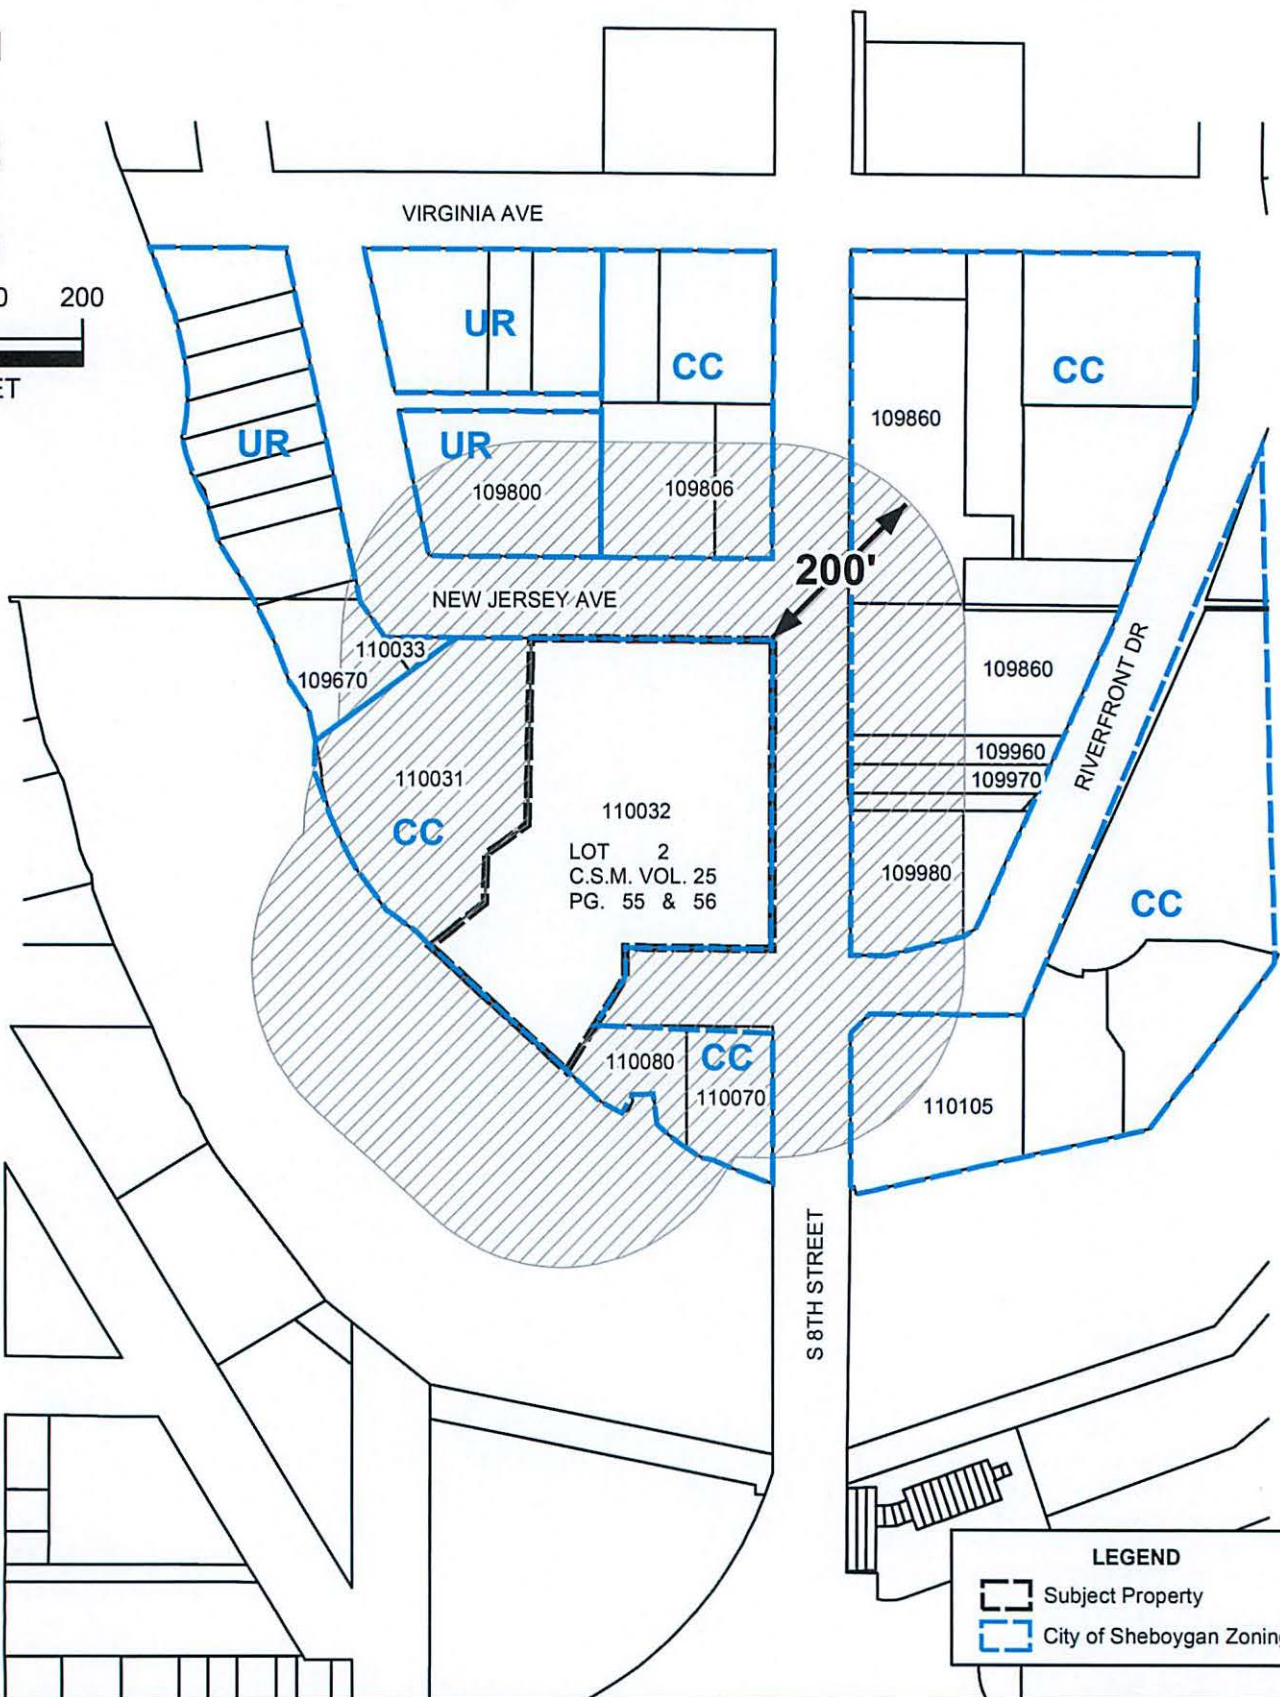 VIRGINIA AVE
200
UR
CC
CC
109860
UR
UR
109800
109806
200'
NEW JERSEY AVE
110033
109670
109860
RIVERFRONT DR
109960
109970
110031
CC
110032
LOT 2
C.S.M. VOL. 25
PG. 55 & 56
109980
CC
110080
CC
110070
110105
S 8TH STREET
LEGEND
Subject Property
City of Sheboygan Zoning